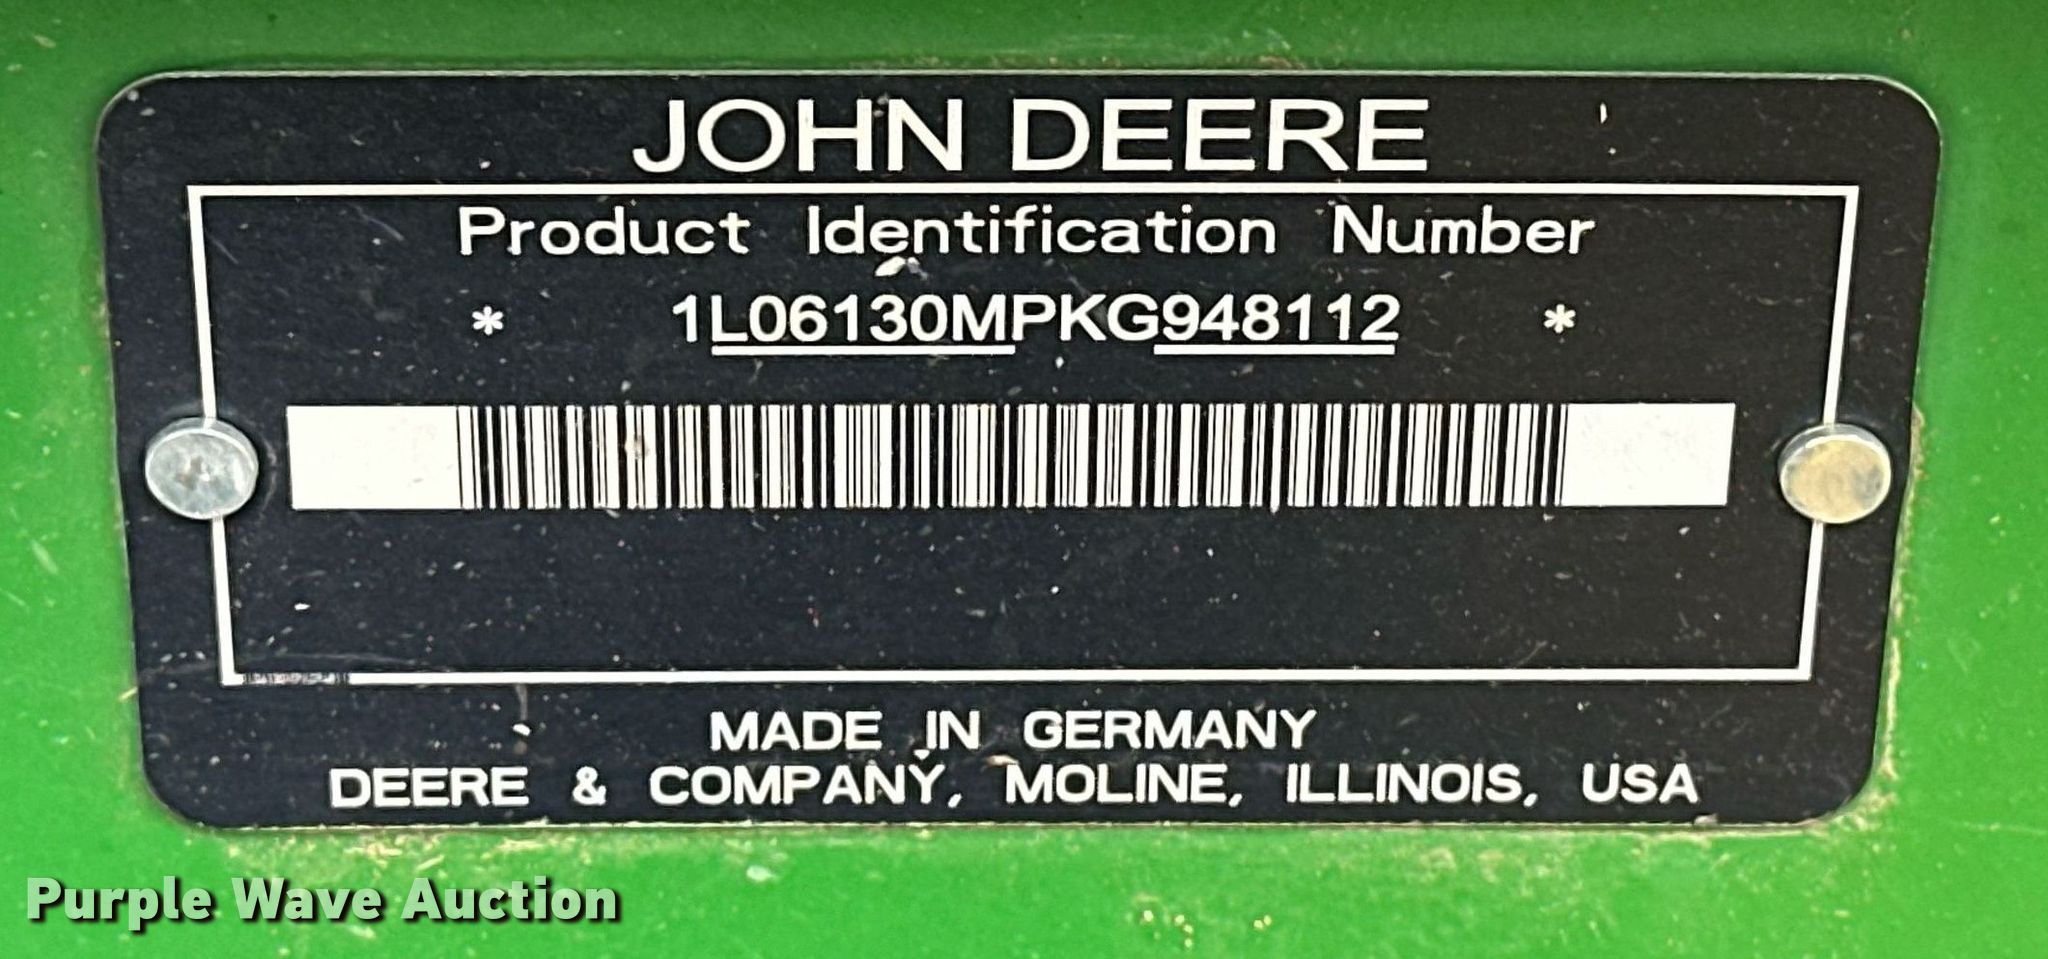 JOHN DEERE
Product Identification Number
* 1L06130MPKG948112 *
MADE IN GERMANY
DEERE & COMPANY, MOLINE, ILLINOIS, USA
Purple Wave Auction